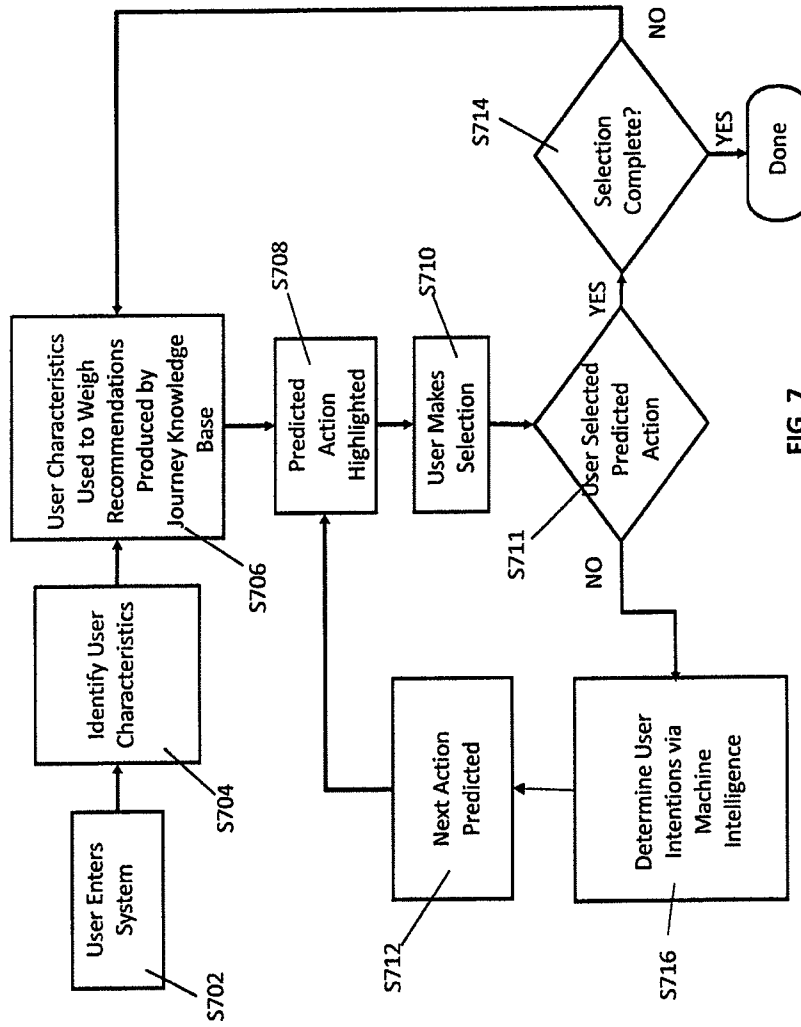 User Enters
System
S702
Identify User
Characteristics
S704
User Characteristics
Used to Weigh
Recommendations
Produced by
Journey Knowledge
Base
S706
Predicted
Action
Highlighted
S708
User Makes
Selection
S710
User Selected
Predicted
Action
S711
YES
NO
Selection
Complete?
S714
NO
YES
Done
Determine User
Intentions via
Machine
Intelligence
S716
Next Action
Predicted
S712
FIG. 7